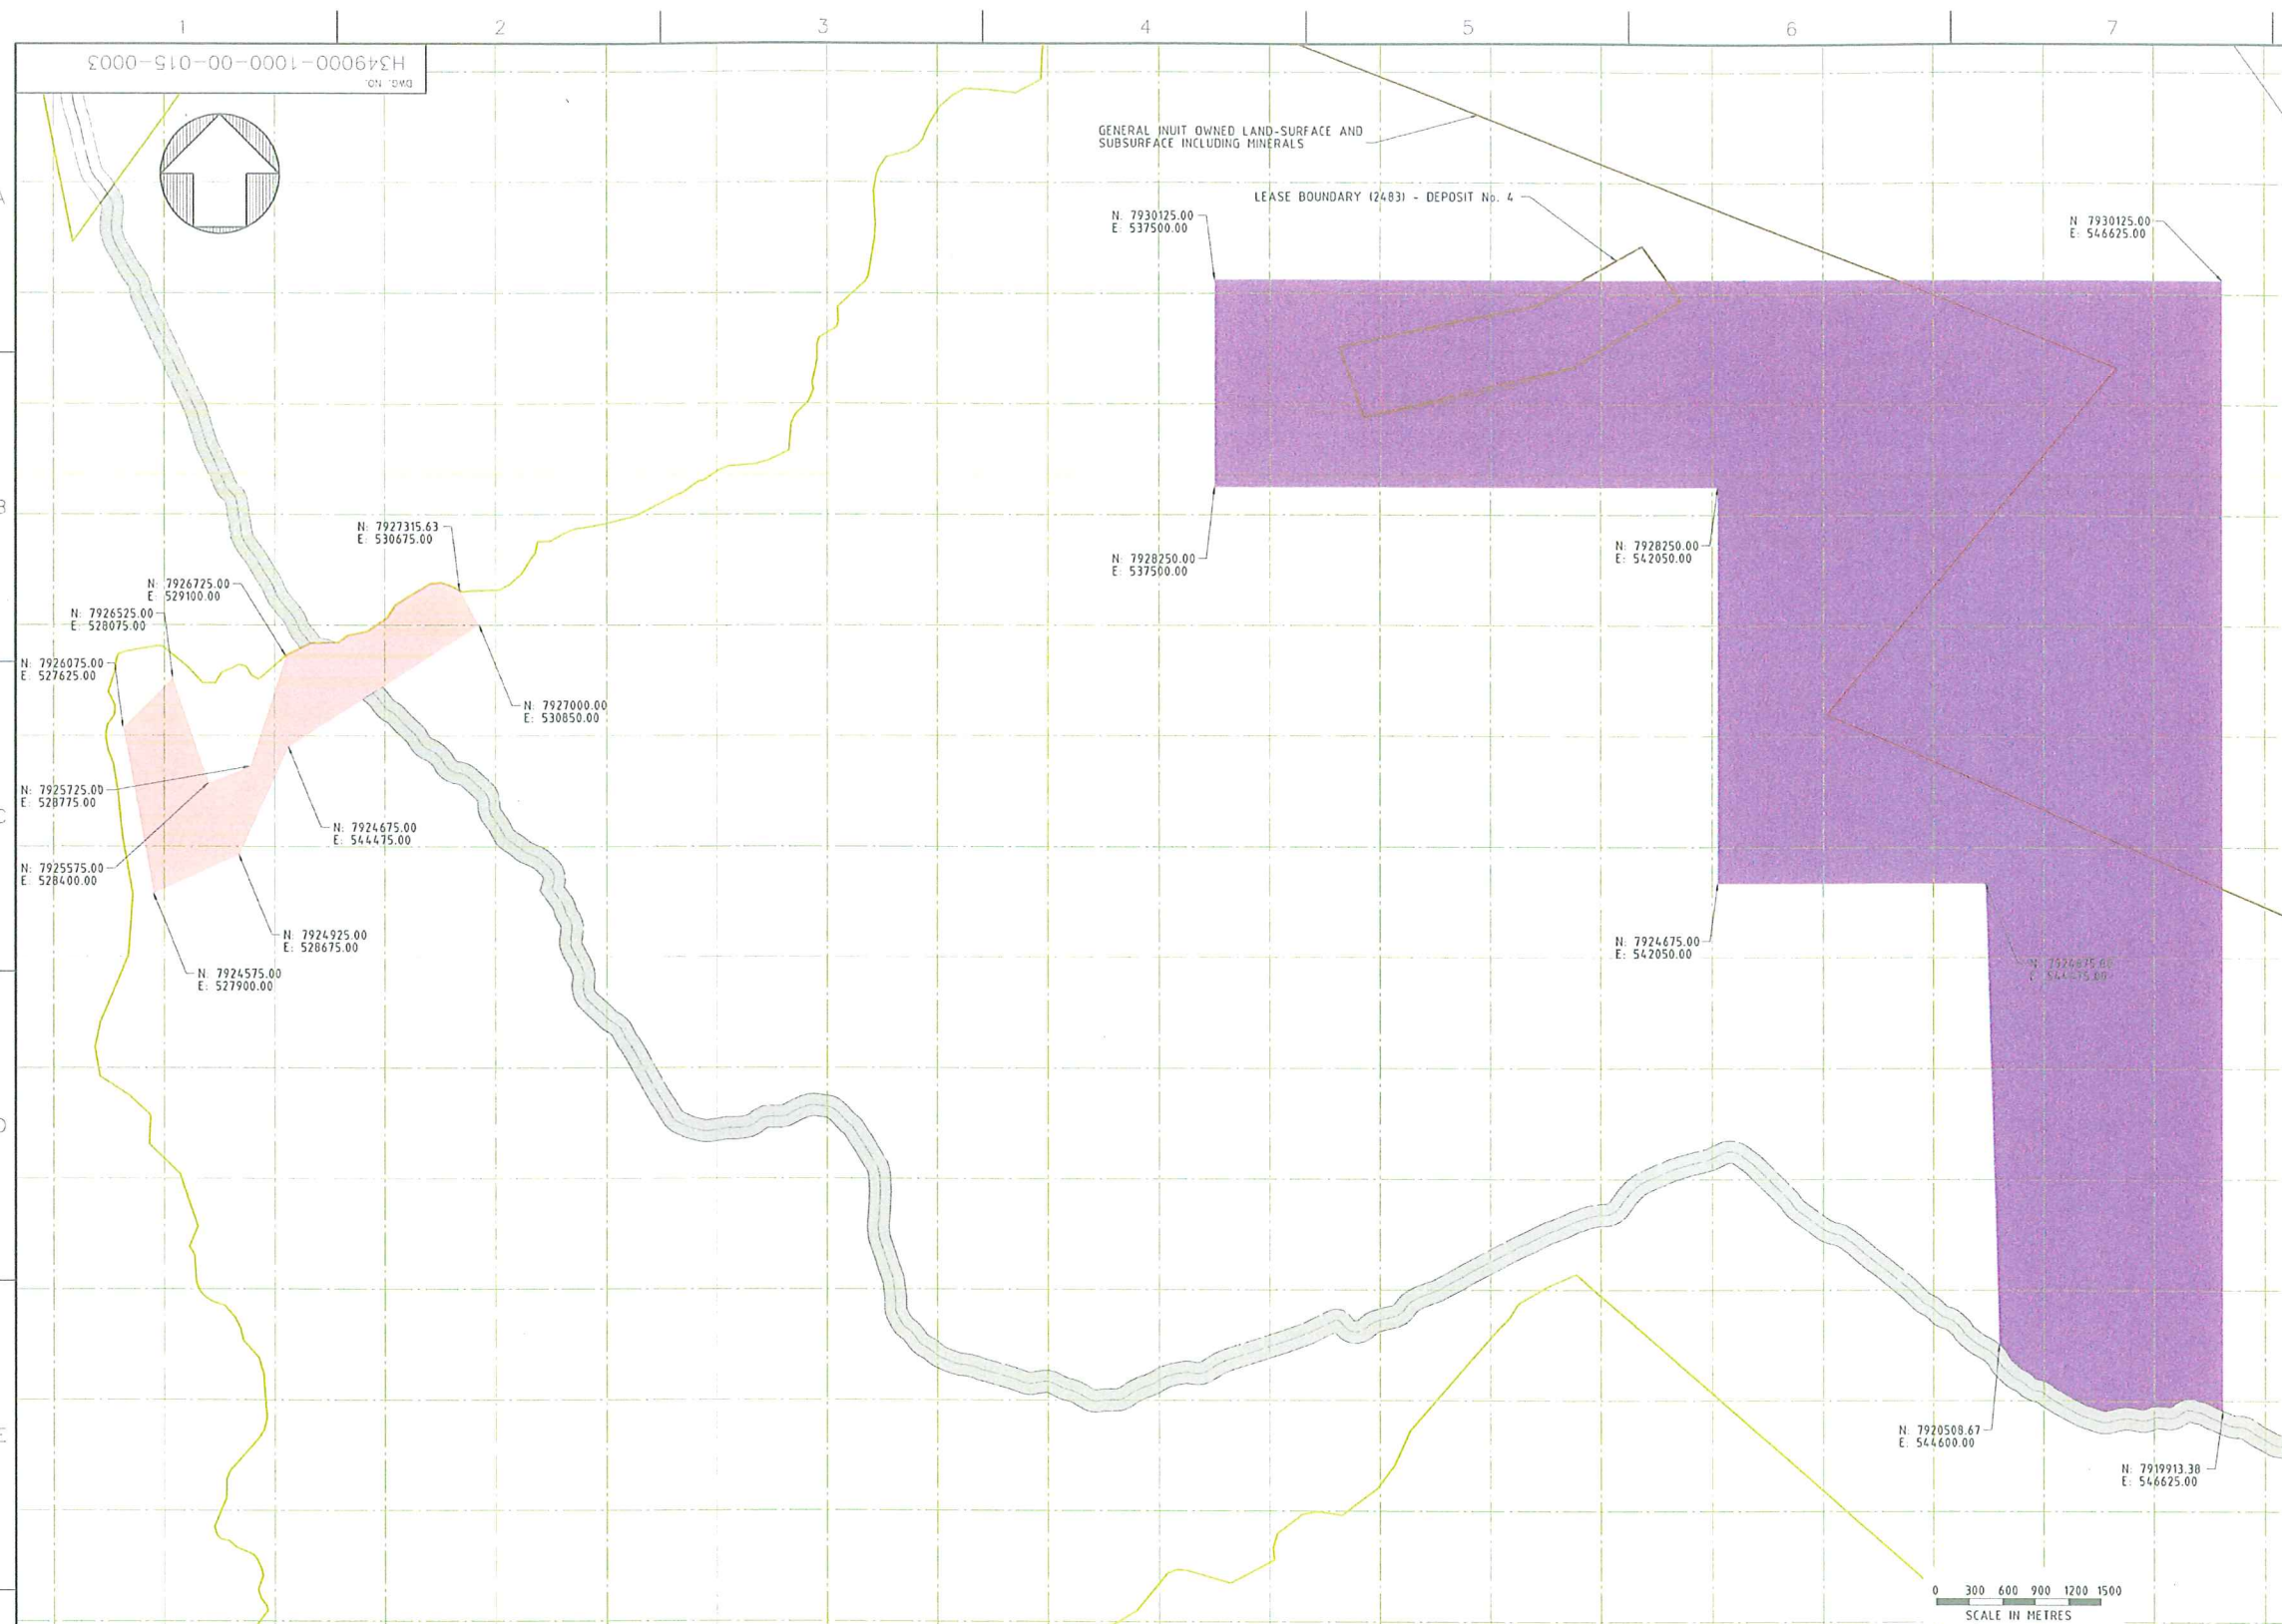 1 2 3 4 5 6 7
H349000-1000-00-015-0003
DWG. NO.
A
B
C
D
E
GENERAL INUIT OWNED LAND-SURFACE AND
SUBSURFACE INCLUDING MINERALS
LEASE BOUNDARY (2483) - DEPOSIT No. 4
N: 7930125.00
E: 537500.00
N: 7930125.00
E: 546625.00
N: 7927315.63
E: 530675.00
N: 7928250.00
E: 537500.00
N: 7928250.00
E: 542050.00
N: 7926725.00
E: 529100.00
N: 7926525.00
E: 528075.00
N: 7926075.00
E: 527625.00
N: 7927000.00
E: 530850.00
N: 7925725.00
E: 528775.00
N: 7924675.00
E: 544475.00
N: 7925575.00
E: 528400.00
N: 7924925.00
E: 528675.00
N: 7924575.00
E: 527900.00
N: 7924675.00
E: 542050.00
N: 7920508.67
E: 544600.00
N: 7919913.38
E: 546625.00
0 300 600 900 1200 1500
SCALE IN METRES